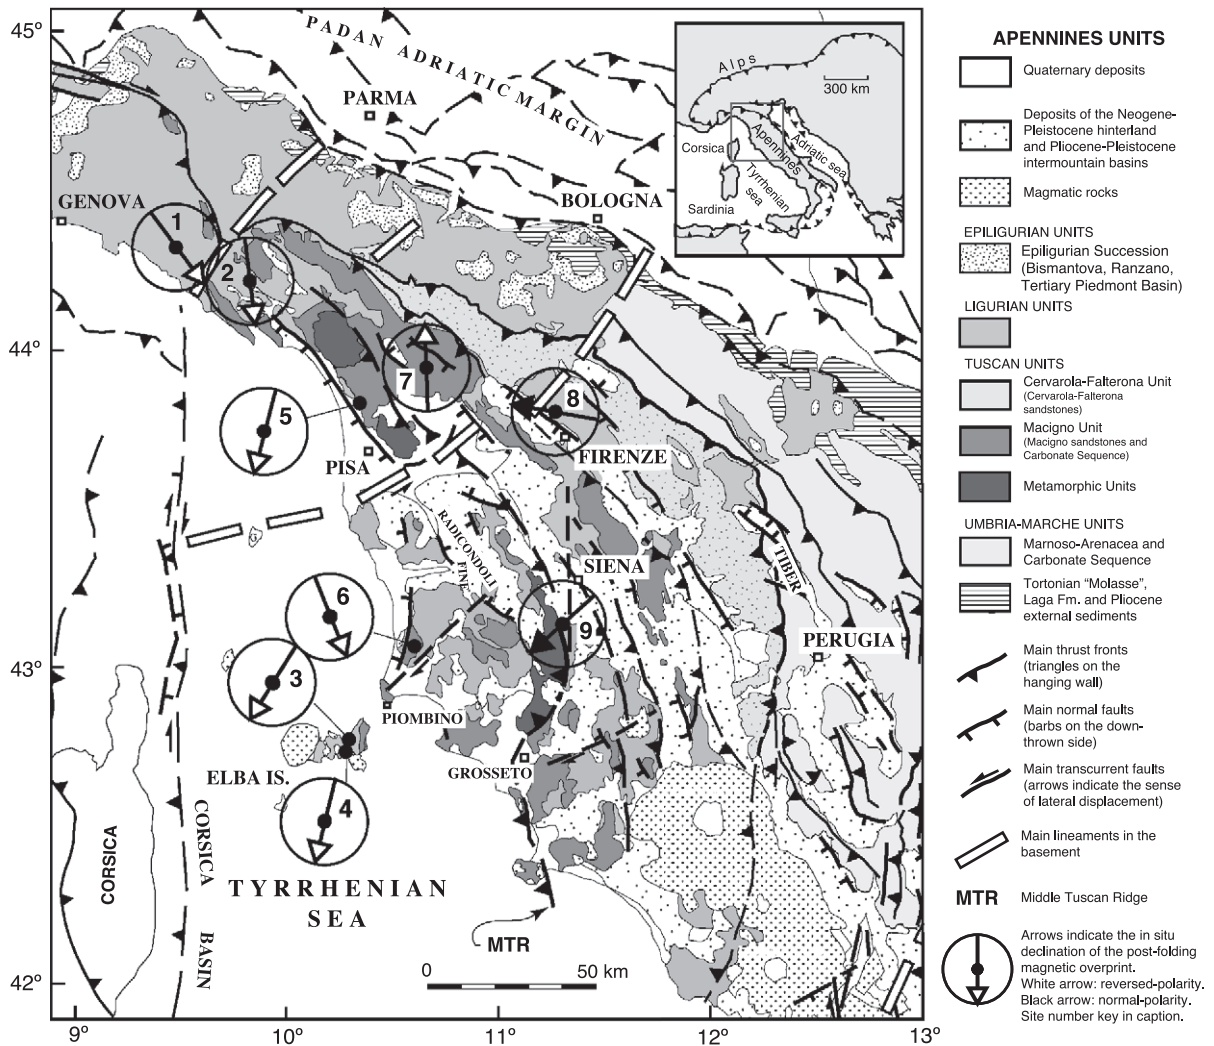 45°
44°
43°
42°
9°
10°
11°
12°
13°
PADAN ADRIATIC MARGIN
PARMA
GENOVA
BOLOGNA
1
2
7
8
5
PISA
FIRENZE
RADICONDOLI
FINE
SIENA
TIBER
6
9
3
PERUGIA
PIOMBINO
ELBA IS.
GROSSETO
4
CORSICA
CORSICA BASIN
TYRRHENIAN
SEA
MTR
0 50 km
Alps
300 km
Corsica
Apennines
Adriatic sea
Tyrrhenian
sea
Sardinia
APENNINES UNITS
Quaternary deposits
Deposits of the Neogene-
Pleistocene hinterland
and Pliocene-Pleistocene
intermountain basins
Magmatic rocks
EPILIGURIAN UNITS
Epiligurian Succession
(Bismantova, Ranzano,
Tertiary Piedmont Basin)
LIGURIAN UNITS
TUSCAN UNITS
Cervarola-Falterona Unit
(Cervarola-Falterona
sandstones)
Macigno Unit
(Macigno sandstones and
Carbonate Sequence)
Metamorphic Units
UMBRIA-MARCHE UNITS
Marnoso-Arenacea and
Carbonate Sequence
Tortonian “Molasse”,
Laga Fm. and Pliocene
external sediments
Main thrust fronts
(triangles on the
hanging wall)
Main normal faults
(barbs on the down-
thrown side)
Main transcurrent faults
(arrows indicate the sense
of lateral displacement)
Main lineaments in the
basement
MTR Middle Tuscan Ridge
Arrows indicate the in situ
declination of the post-folding
magnetic overprint.
White arrow: reversed-polarity.
Black arrow: normal-polarity.
Site number key in caption.